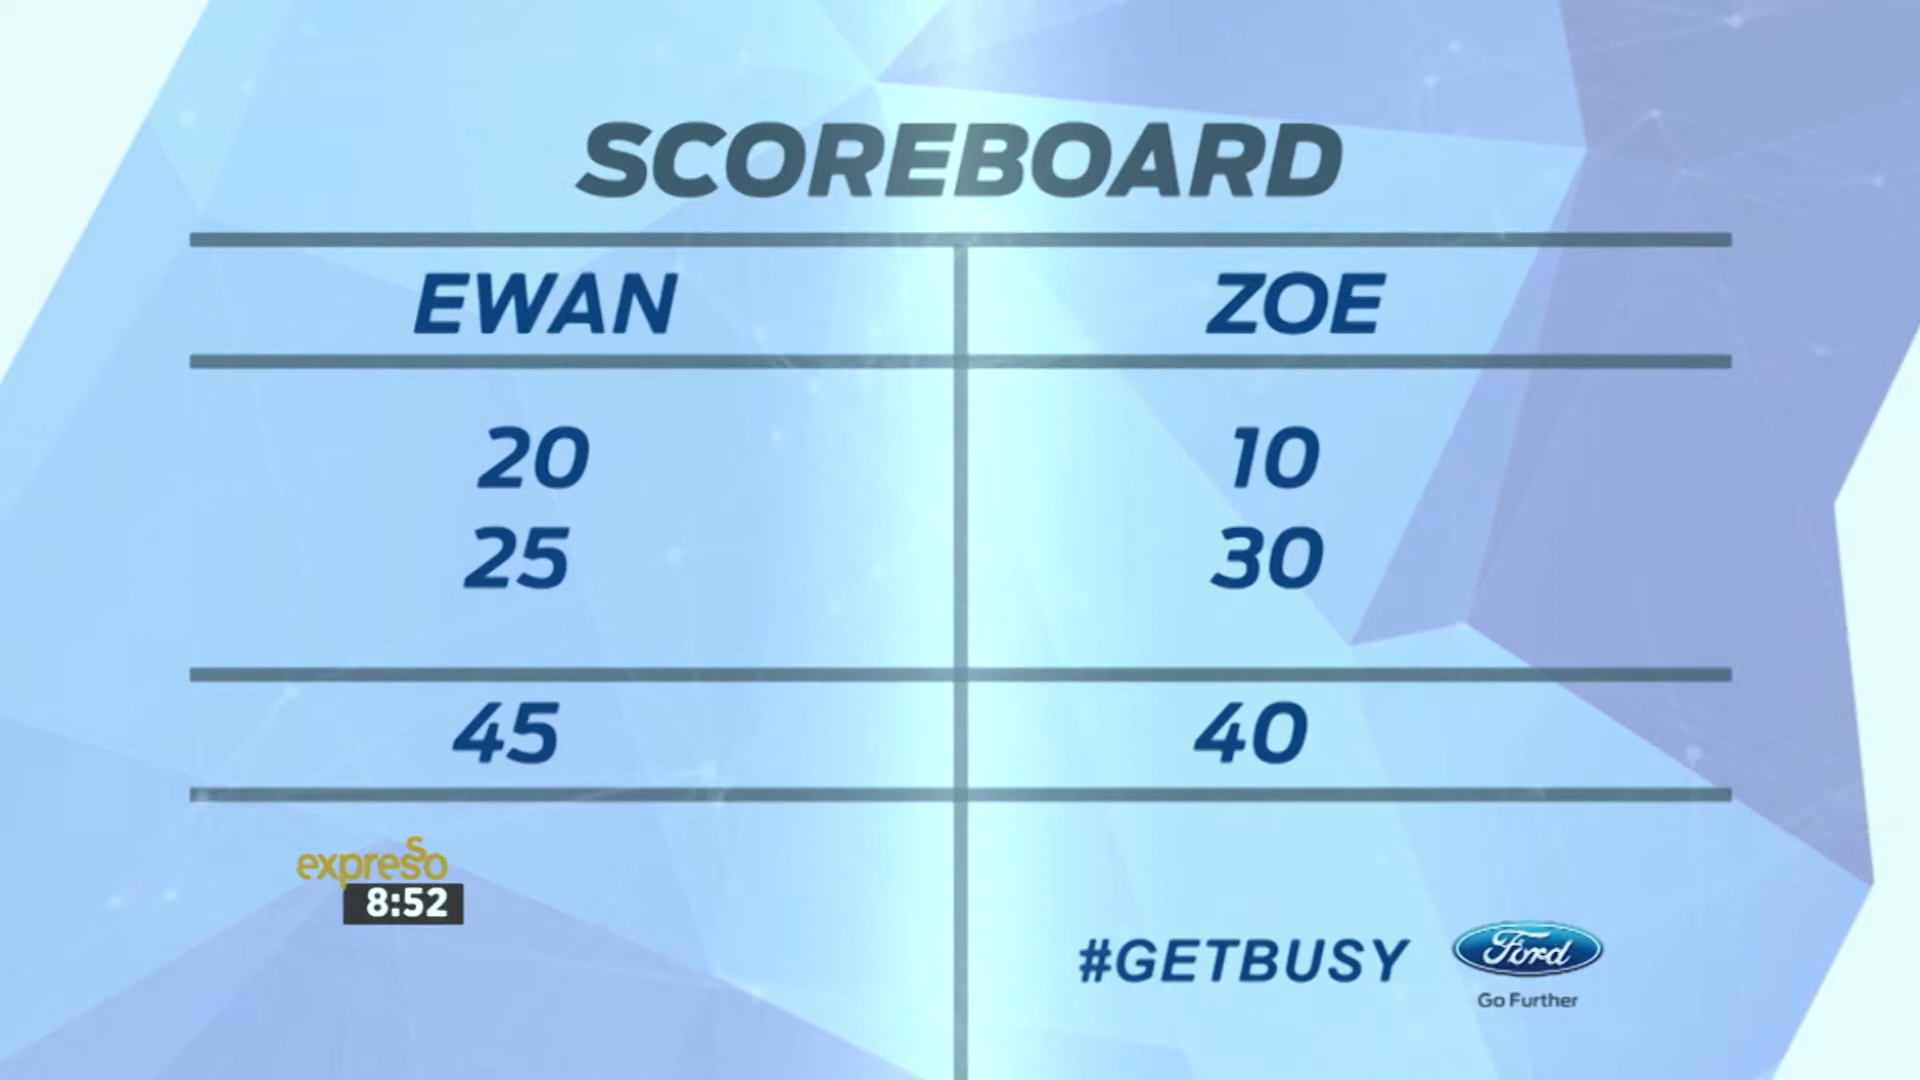 SCOREBOARD
EWAN ZOE
20 10
25 30
45 40
expresso
8:52
#GETBUSY
Ford
Go Further